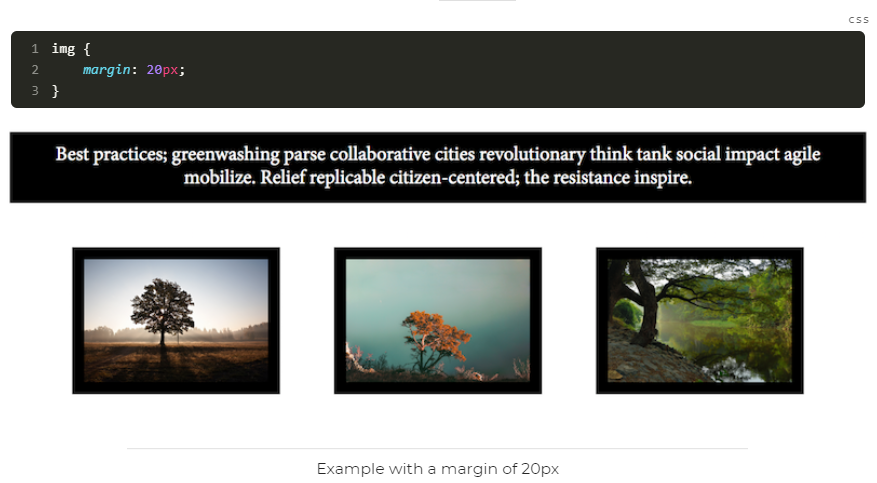 css
1 img {
2     margin: 20px;
3 }
Best practices; greenwashing parse collaborative cities revolutionary think tank social impact agile
mobilize. Relief replicable citizen-centered; the resistance inspire.
Example with a margin of 20px